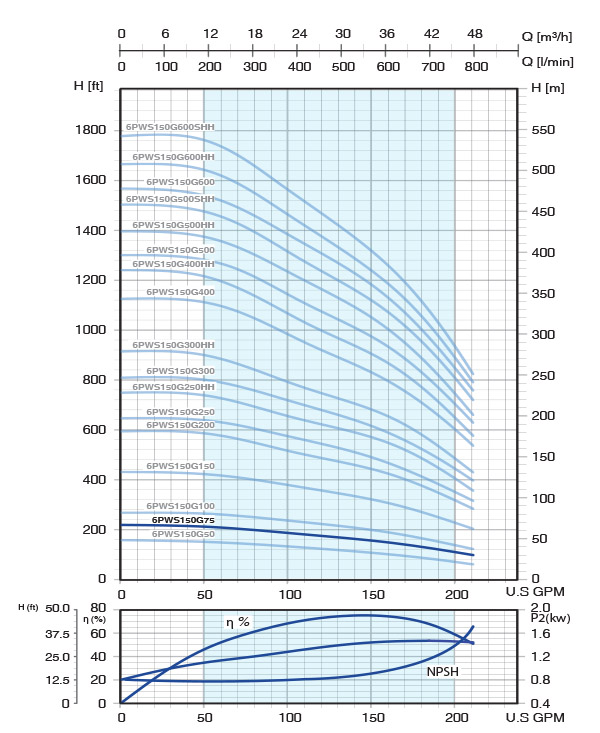 0 6 12 18 24 30 36 42 48 Q [m³/h]
0 100 200 300 400 500 600 700 800 Q [l/min]
H [ft] H [m]
6PWS1s0G600SHH
1800 550
6PWS1s0G600HH
500
1600 6PWS1s0G600
6PWS1s0Gs00SHH
450
6PWS1s0Gs00HH
1400
6PWS1s0Gs00 400
6PWS1s0G400HH
1200 350
6PWS1s0G400
1000 300
6PWS1s0G300HH
250
800 6PWS1s0G300
6PWS1s0G2s0HH
200
6PWS1s0G2s0
600 6PWS1s0G200
150
6PWS1s0G1s0
400
100
6PWS1s0G100
6PWS1s0G7s
200 6PWS1s0Gs0 50
0 0
0 50 100 150 200 U.S GPM
H (ft) 50.0 80 2.0
η (%) η % P2(kw)
37.5 60 1.6
25.0 40 1.2
NPSH
12.5 20 0.8
0 0 0.4
0 50 100 150 200 U.S GPM